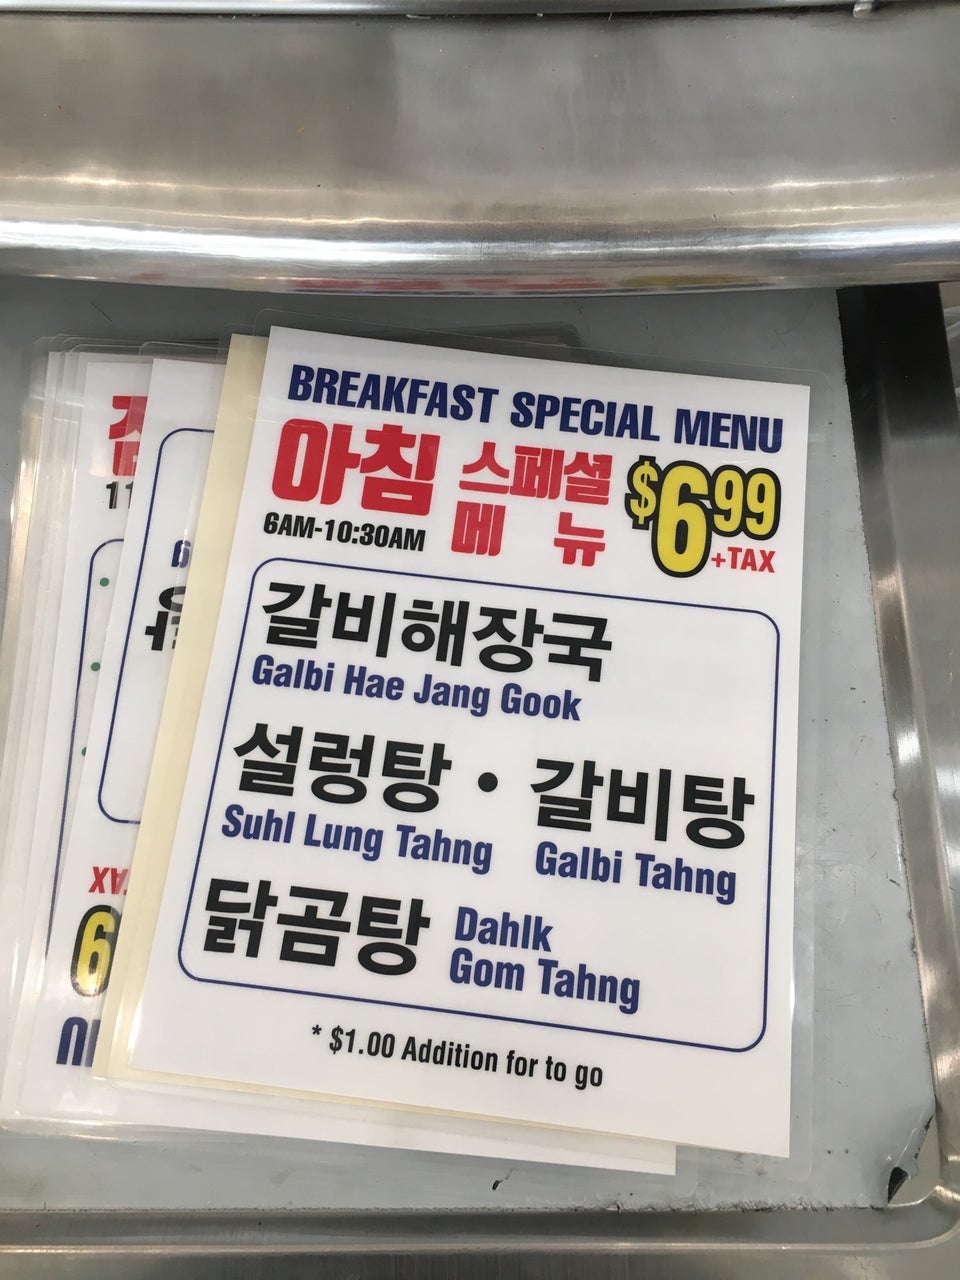 BREAKFAST SPECIAL MENU
아침 스페셜 메뉴
$6.99
+TAX
6AM-10:30AM
갈비해장국
Galbi Hae Jang Gook
설렁탕 • 갈비탕
Suhl Lung Tahng Galbi Tahng
닭곰탕 Dahlk
Gom Tahng
* $1.00 Addition for to go
11
6